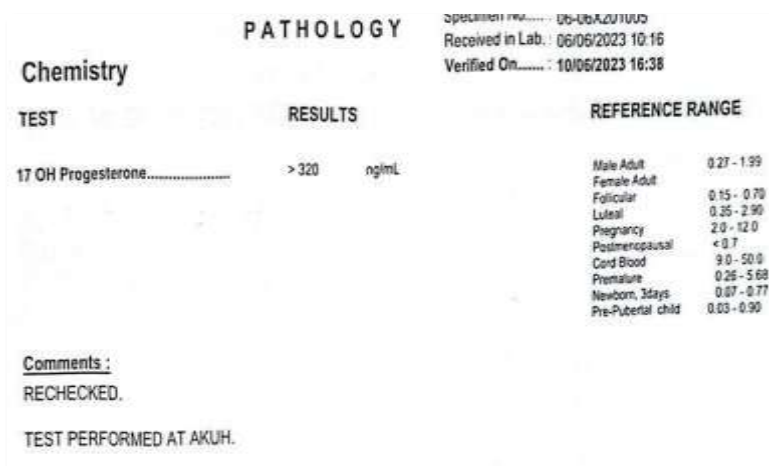 PATHOLOGY
Specimen No..... : 06-06X201005
Received in Lab. : 06/06/2023 10:16
Verified On....... : 10/06/2023 16:38
Chemistry
TEST RESULTS REFERENCE RANGE
17 OH Progesterone.................... > 320 ng/mL
Male Adult 0.27 - 1.99
Female Adult
Follicular 0.15 - 0.70
Luteal 0.35 - 2.90
Pregnancy 2.0 - 12.0
Postmenopausal < 0.7
Cord Blood 9.0 - 50.0
Premature 0.26 - 5.68
Newborn, 3days 0.07 - 0.77
Pre-Pubertal child 0.03 - 0.90
Comments :
RECHECKED.
TEST PERFORMED AT AKUH.